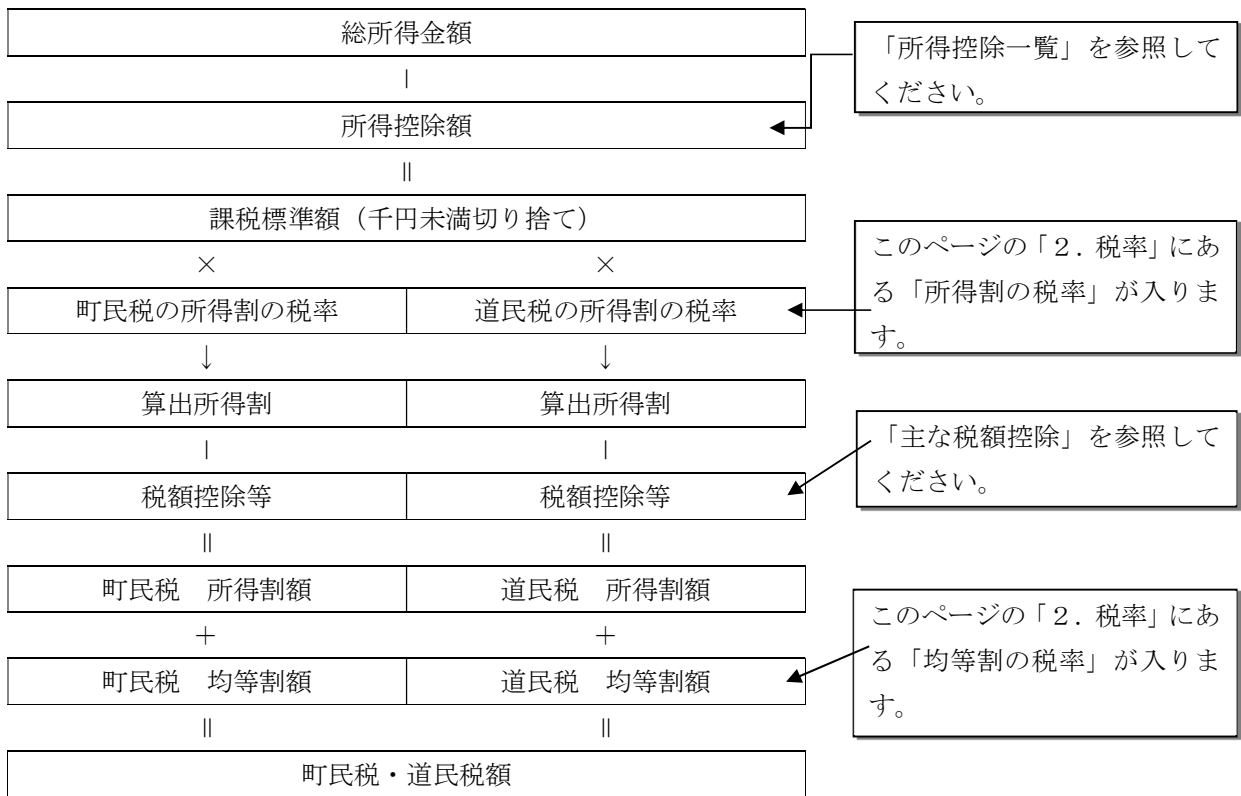 総所得金額
「所得控除一覧」を参照して
ください。
－
所得控除額
＝
課税標準額（千円未満切り捨て）
× ×
このページの「２．税率」にあ
る「所得割の税率」が入りま
す。
町民税の所得割の税率 道民税の所得割の税率
↓ ↓
算出所得割 算出所得割
－ －
「主な税額控除」を参照して
ください。
税額控除等 税額控除等
＝ ＝
町民税　所得割額 道民税　所得割額
＋ ＋
このページの「２．税率」にあ
る「均等割の税率」が入りま
す。
町民税　均等割額 道民税　均等割額
＝ ＝
町民税・道民税額